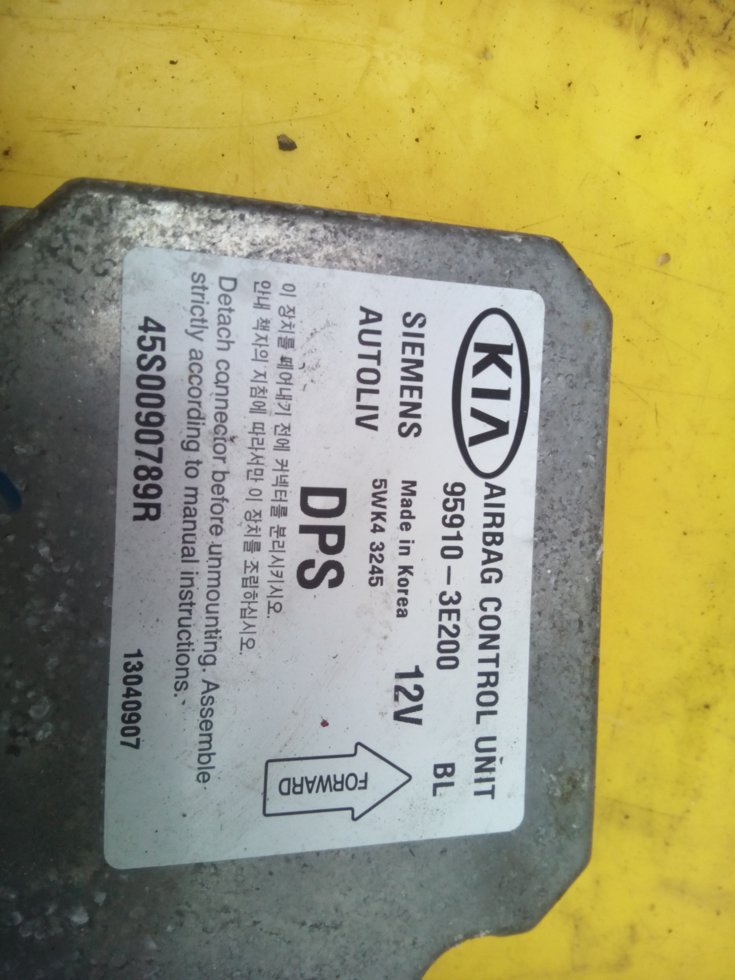 KIA AIRBAG CONTROL UNIT
95910-3E200 BL
SIEMENS Made in Korea 12V
AUTOLIV 5WK4 3245
FORWARD
DPS
이 장치를 떼어내기 전에 커넥터를 분리시키시오.
안내 책자의 지침에 따라서만 이 장치를 조립하십시오.
Detach connector before unmounting. Assemble
strictly according to manual instructions.
45S0090789R 13040907